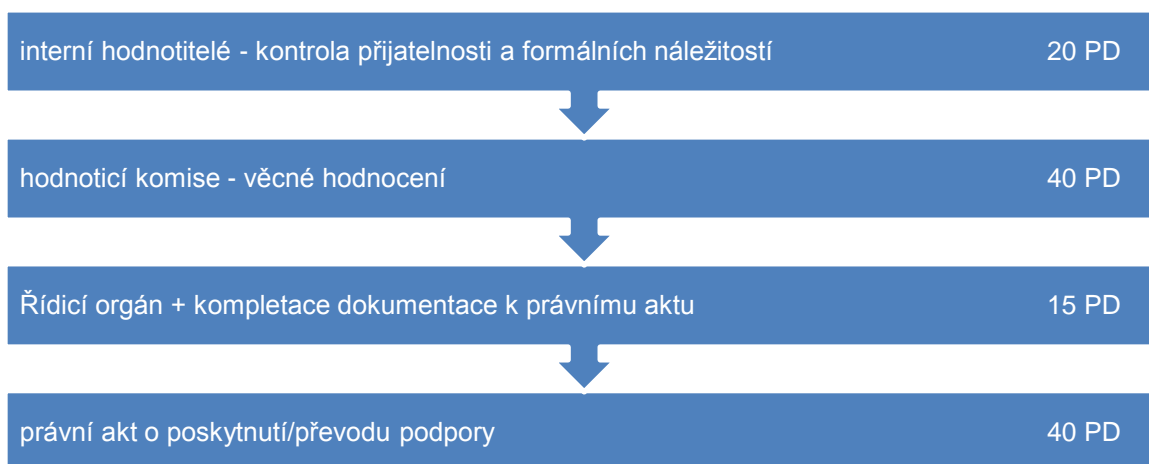 interní hodnotitelé - kontrola přijatelnosti a formálních náležitostí 20 PD
hodnoticí komise - věcné hodnocení 40 PD
Řídicí orgán + kompletace dokumentace k právnímu aktu 15 PD
právní akt o poskytnutí/převodu podpory 40 PD